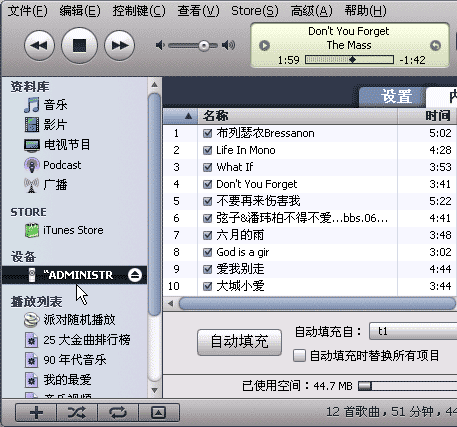 文件(F) 编辑(E) 控制键(C) 查看(V) Store(S) 高级(A) 帮助(H)
Don't You Forget
The Mass
1:59 -1:42
资料库
音乐
影片
电视节目
Podcast
广播
STORE
iTunes Store
设备
“ADMINISTR
播放列表
派对随机播放
25 大金曲排行榜
90 年代音乐
我的最爱
音乐视频
设置
名称 时间
1 布列瑟农Bressanon 5:02
2 Life In Mono 4:28
3 What If 3:53
4 Don't You Forget 3:41
5 不要再来伤害我 5:22
6 弦子&潘玮柏不得不爱...bbs.06... 4:41
7 六月的雨 3:48
8 God is a gir 3:02
9 爱我别走 4:44
10 大城小爱 3:44
自动填充 自动填充自： t1
自动填充时替换所有项目
已使用空间：44.7 MB
12 首歌曲，51 分钟，44